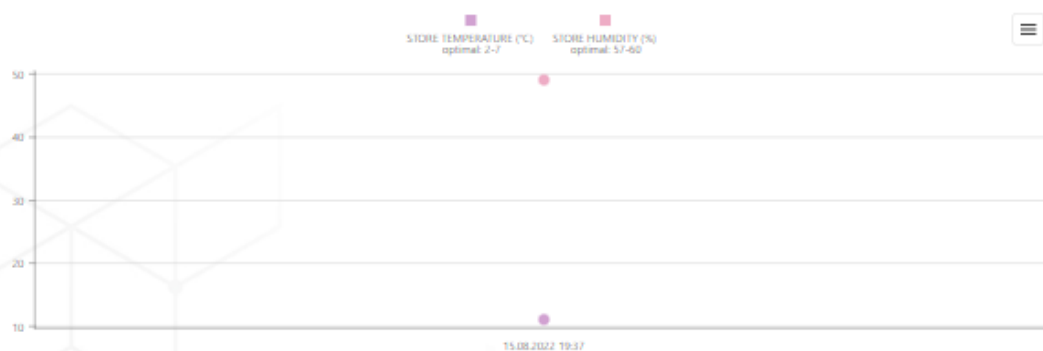 STORE TEMPERATURE (°C)
optimal: 2-7
STORE HUMIDITY (%)
optimal: 57-60
50
40
30
20
10
15.08.2022 19:37